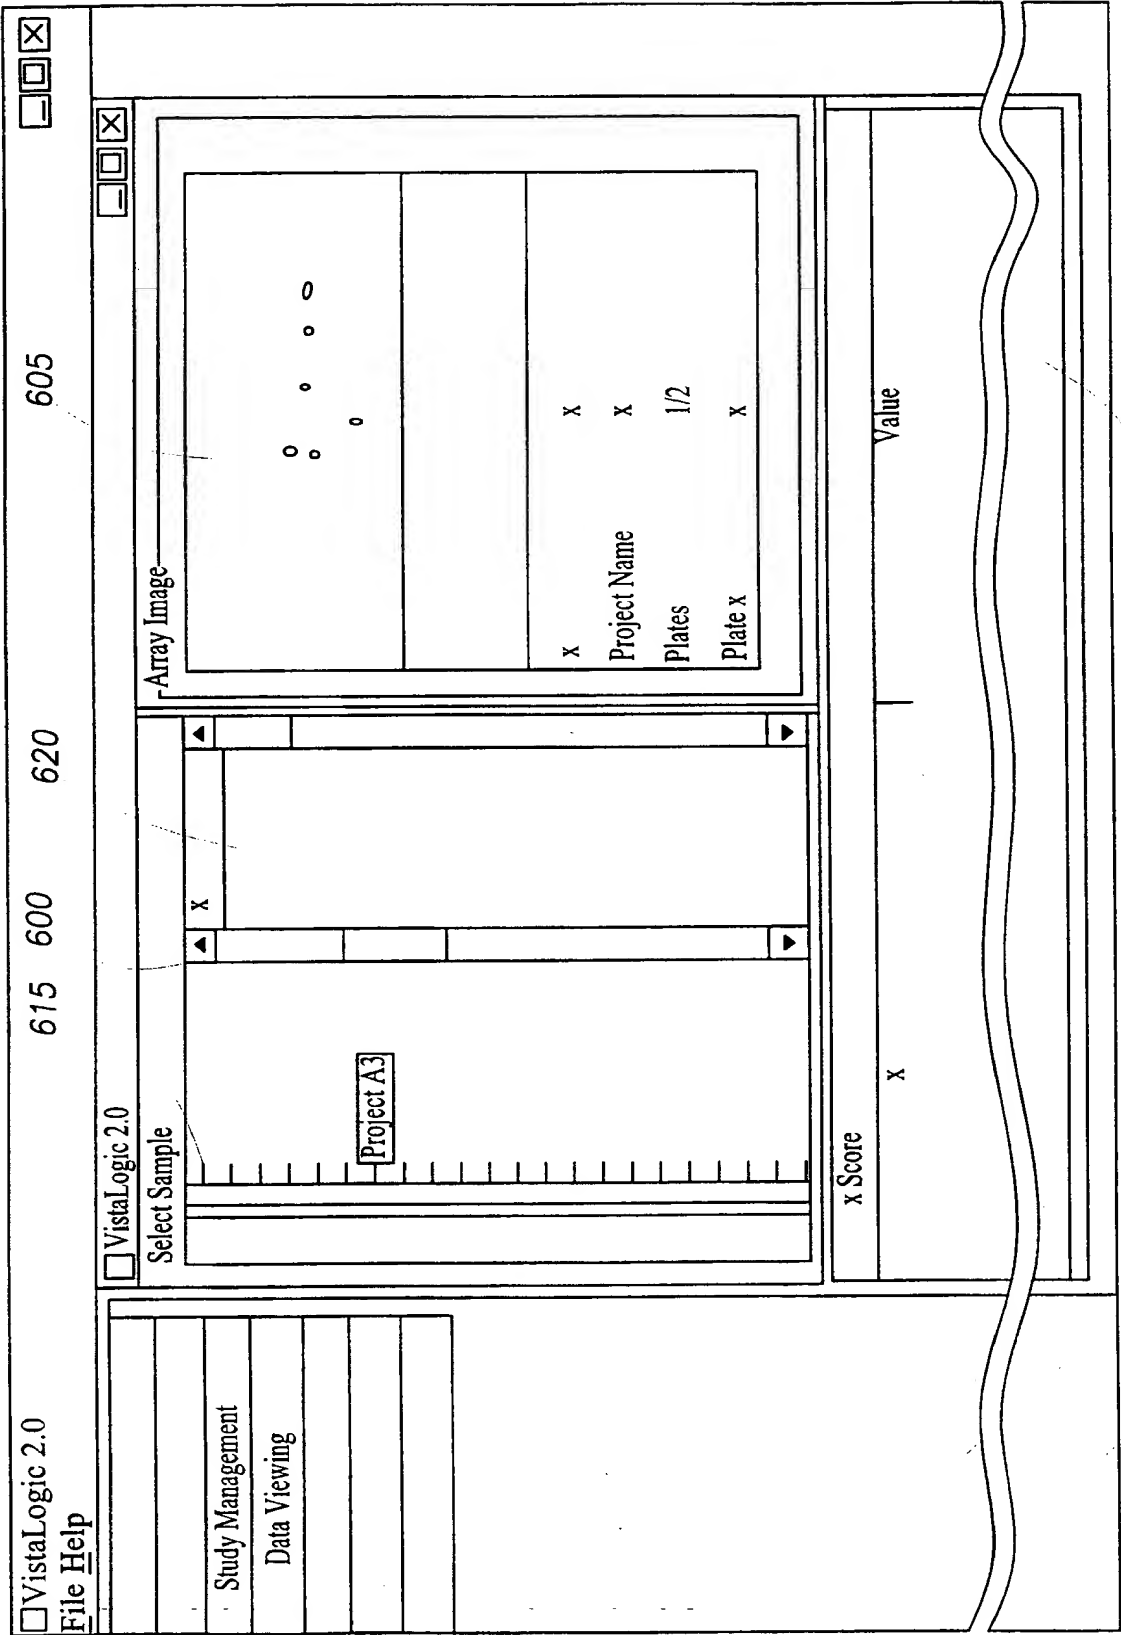 VistaLogic 2.0
File Help
615 600 620 605
Study Management
Data Viewing
VistaLogic 2.0
Select Sample
Project A3
x
Array Image
x x
Project Name x
Plates 1/2
Plate x x
x Score
x Value